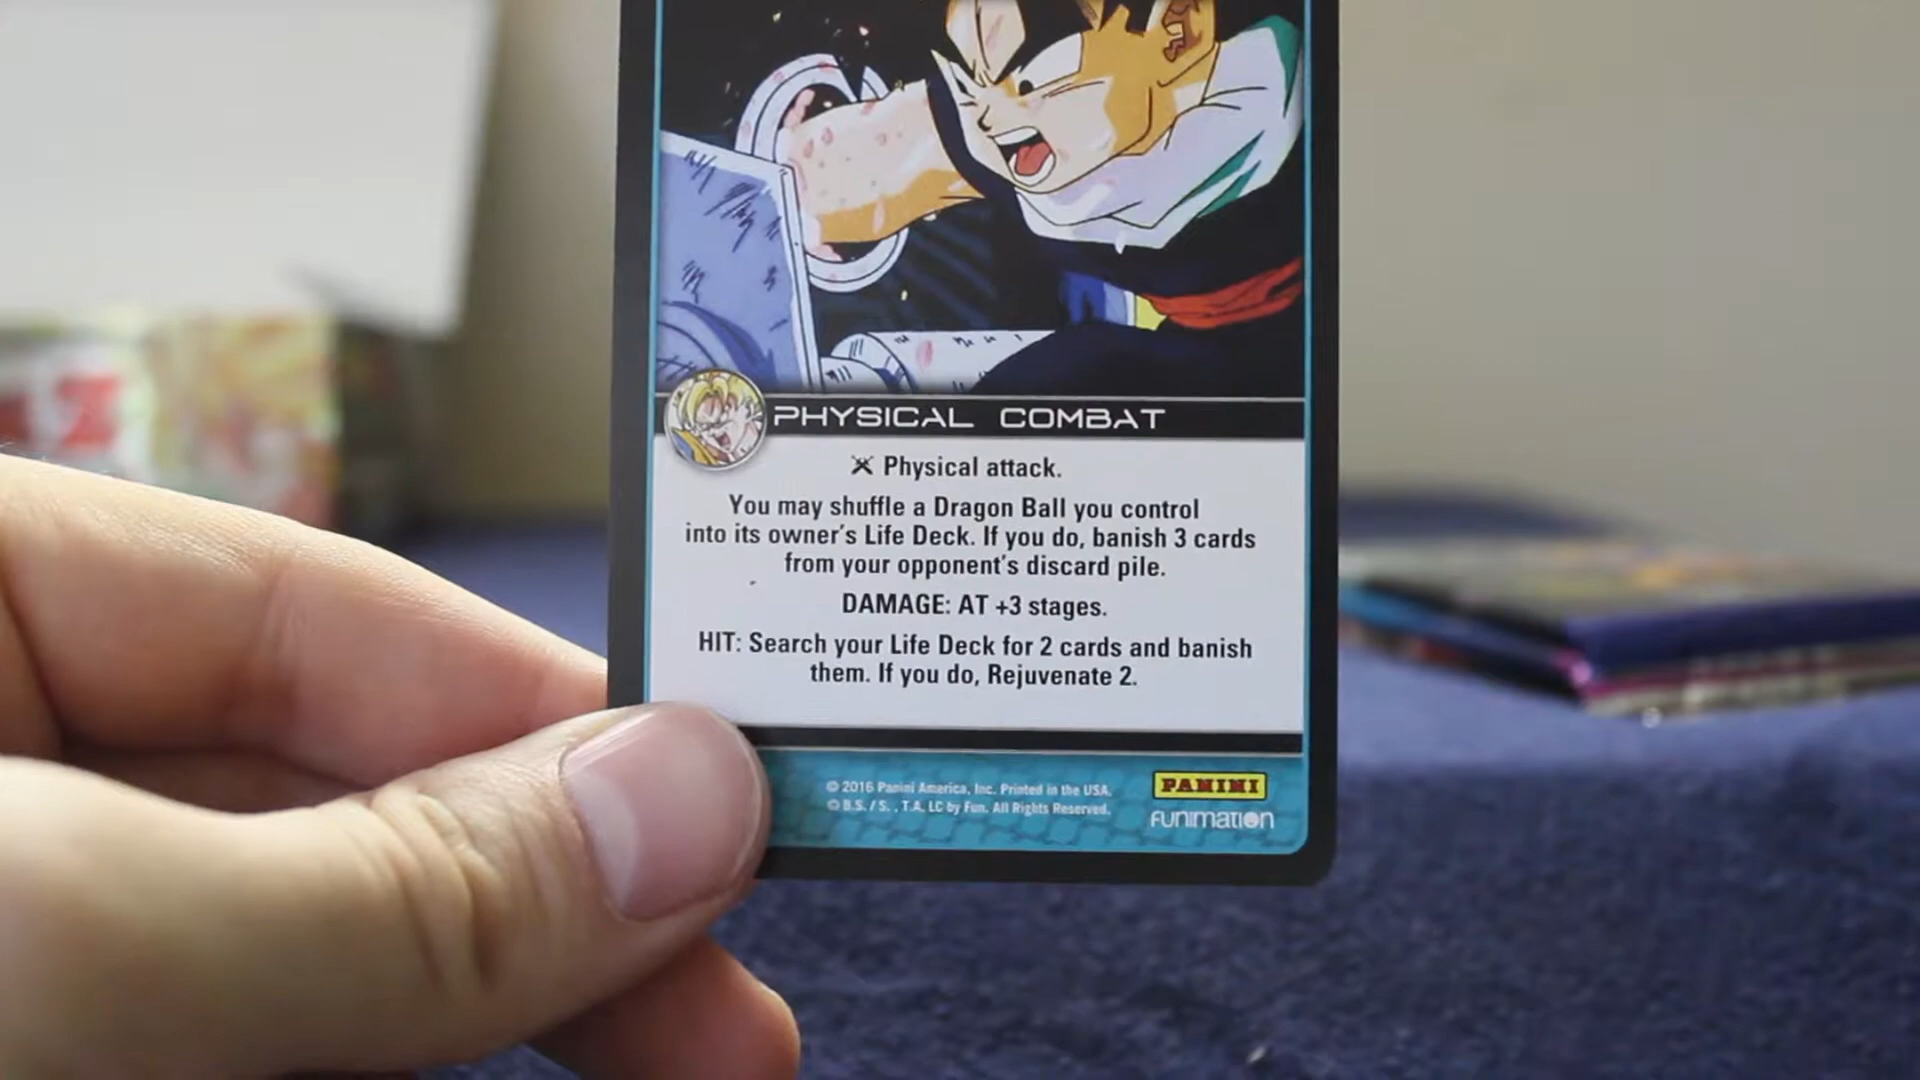 PHYSICAL COMBAT
Physical attack.
You may shuffle a Dragon Ball you control
into its owner's Life Deck. If you do, banish 3 cards
from your opponent's discard pile.
DAMAGE: AT +3 stages.
HIT: Search your Life Deck for 2 cards and banish
them. If you do, Rejuvenate 2.
© 2016 Panini America, Inc. Printed in the USA.
© B.S. / S. , T.A. LC by Fun. All Rights Reserved.
PANINI
FUNIMATION
Z